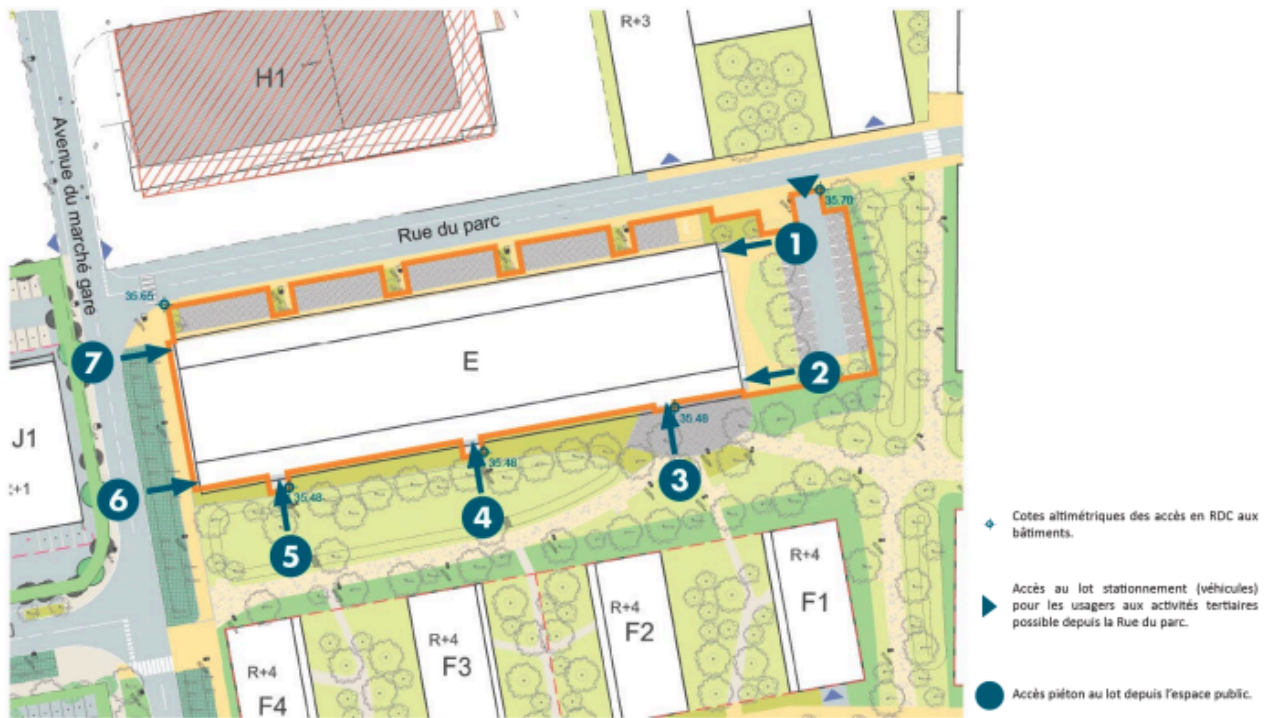 R+3
H1
Avenue du marché gare
Rue du parc
35.70
1
35.65
7
E
2
35.48
J1
3
6
35.48
4
35.48
5
R+4
F1
R+4
F2
R+4
F3
R+4
F4
Cotes altimétriques des accès en RDC aux
bâtiments.
Accès au lot stationnement (véhicules)
pour les usagers aux activités tertiaires
possible depuis la Rue du parc.
Accès piéton au lot depuis l'espace public.